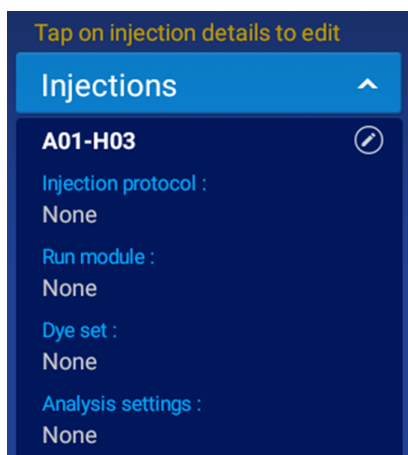 Tap on injection details to edit
Injections
A01-H03
Injection protocol :
None
Run module :
None
Dye set :
None
Analysis settings :
None